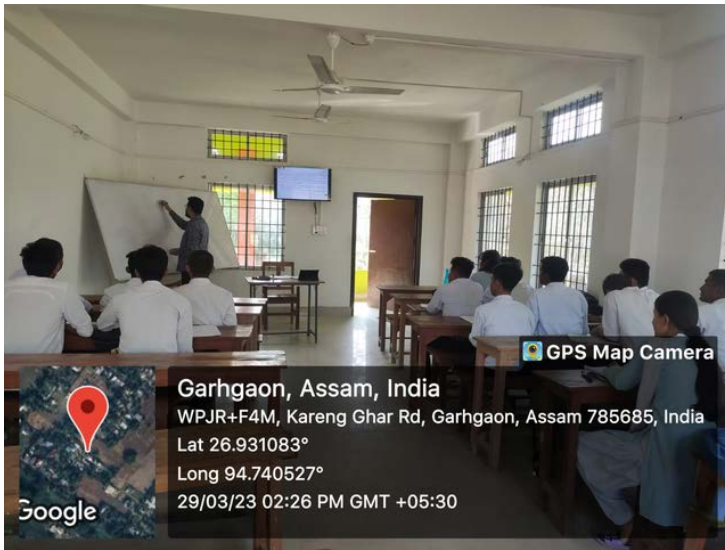 GPS Map Camera
Garhgaon, Assam, India
WPJR+F4M, Kareng Ghar Rd, Garhgaon, Assam 785685, India
Lat 26.931083°
Long 94.740527°
29/03/23 02:26 PM GMT +05:30
Google